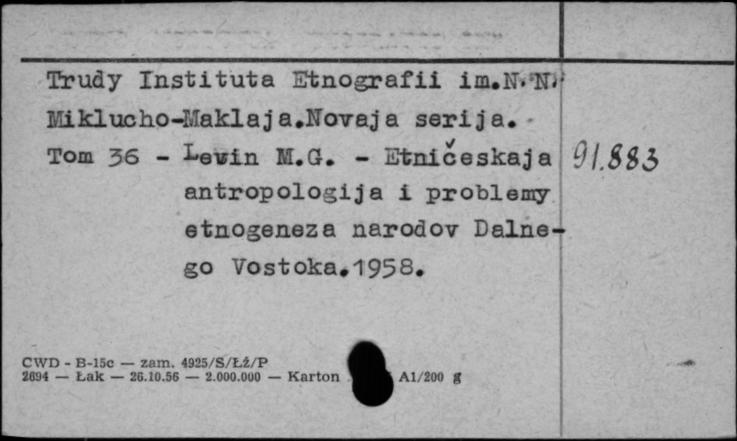 Trudy Instituta Etnografii im.N.N.
Miklucho-Maklaja.Novaja serija.
Tom 36 - Levin M.G. - Etničeskaja 91.883
antropologija i problemy
etnogeneza narodov Dalne-
go Vostoka.1958.
CWD - B-15c — zam. 4925/S/Łż/P
2694 — Łak — 26.10.56 — 2.000.000 — Karton A1/200 g